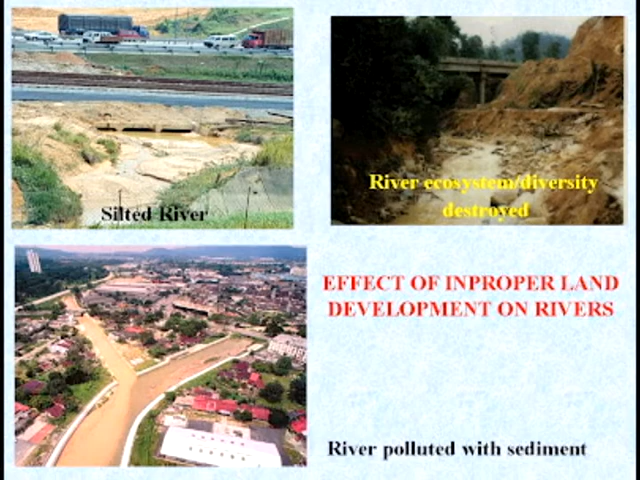 Silted River
River ecosystem/diversity
destroyed
EFFECT OF INPROPER LAND
DEVELOPMENT ON RIVERS
River polluted with sediment